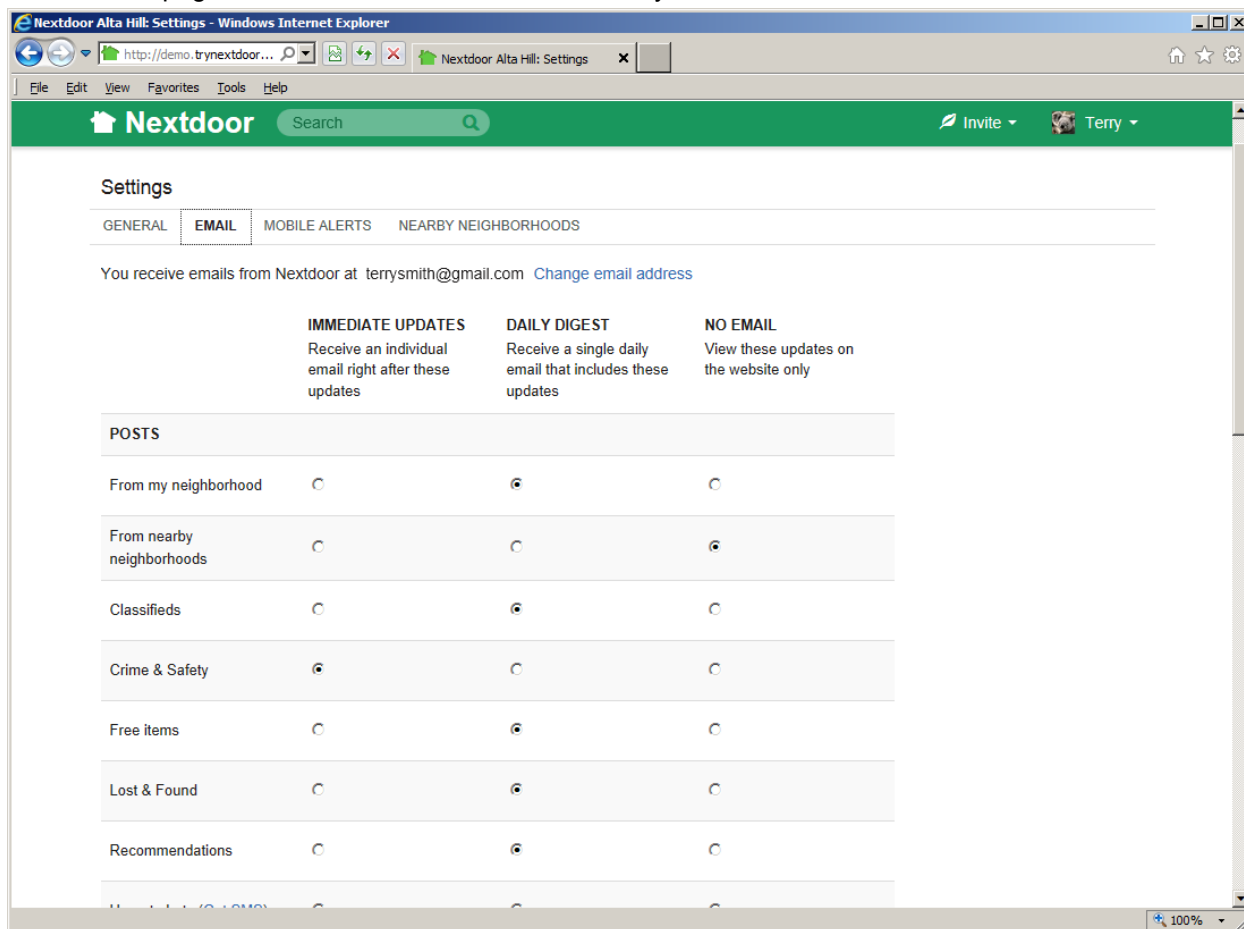 Nextdoor Alta Hill: Settings - Windows Internet Explorer
http://demo.trynextdoor...
Nextdoor Alta Hill: Settings
File Edit View Favorites Tools Help
Nextdoor Search Invite Terry
Settings
GENERAL EMAIL MOBILE ALERTS NEARBY NEIGHBORHOODS
You receive emails from Nextdoor at terrysmith@gmail.com Change email address
IMMEDIATE UPDATES
Receive an individual
email right after these
updates
DAILY DIGEST
Receive a single daily
email that includes these
updates
NO EMAIL
View these updates on
the website only
POSTS
From my neighborhood
From nearby
neighborhoods
Classifieds
Crime & Safety
Free items
Lost & Found
Recommendations
100%